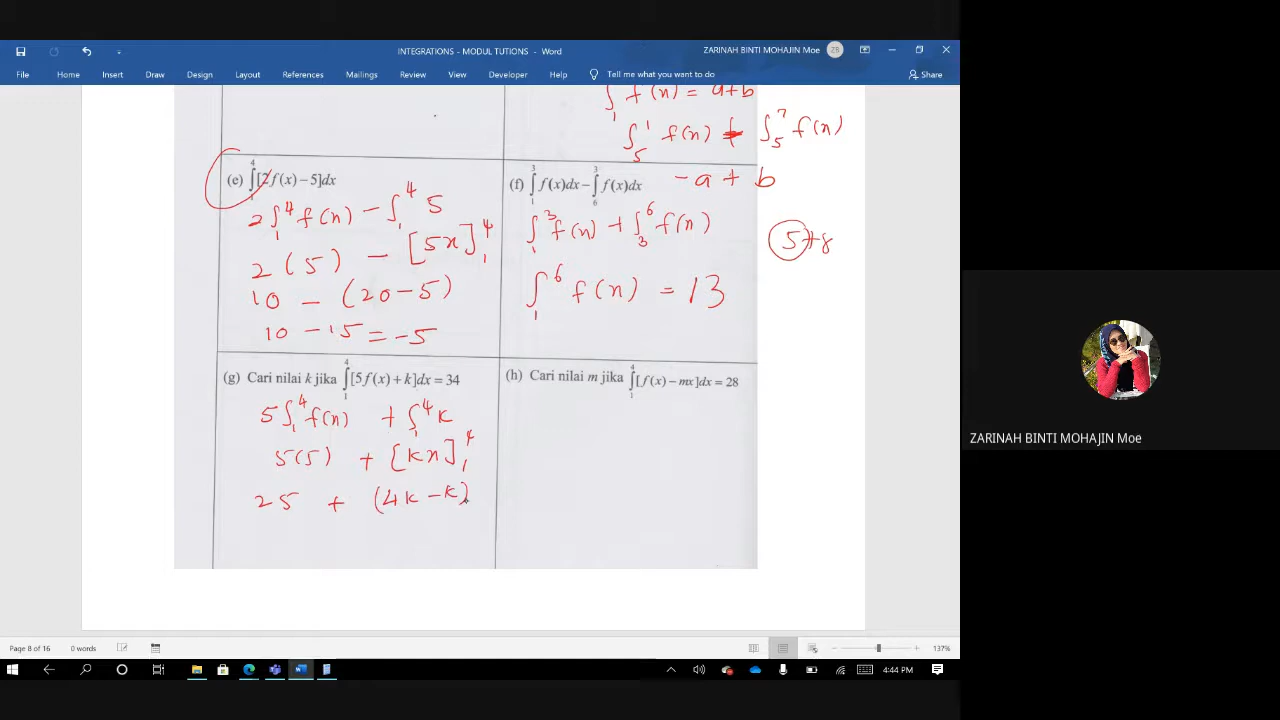 INTEGRATIONS - MODUL TUTIONS - Word
ZARINAH BINTI MOHAJIN Moe
ZB
File Home Insert Draw Design Layout References Mailings Review View Developer Help Tell me what you want to do Share
∫₁ f(x) = a+b
∫₅¹ f(x) + ∫₅⁷ f(x)
-a + b
5+8
(e) ∫₁⁴[2f(x) − 5]dx
2∫₁⁴ f(x) − ∫₁⁴ 5
2(5) − [5x]₁⁴
10 − (20−5)
10 − 15 = −5
(f) ∫₁³ f(x)dx − ∫₆³ f(x)dx
∫₁³ f(x) + ∫₃⁶ f(x)
∫₁⁶ f(x) = 13
(g) Cari nilai k jika ∫₁⁴[5f(x) + k]dx = 34
5∫₁⁴ f(x) + ∫₁⁴ k
5(5) + [kx]₁⁴
25 + (4k − k)
(h) Cari nilai m jika ∫₁⁴[f(x) − mx]dx = 28
ZARINAH BINTI MOHAJIN Moe
Page 8 of 16 0 words 137%
4:44 PM